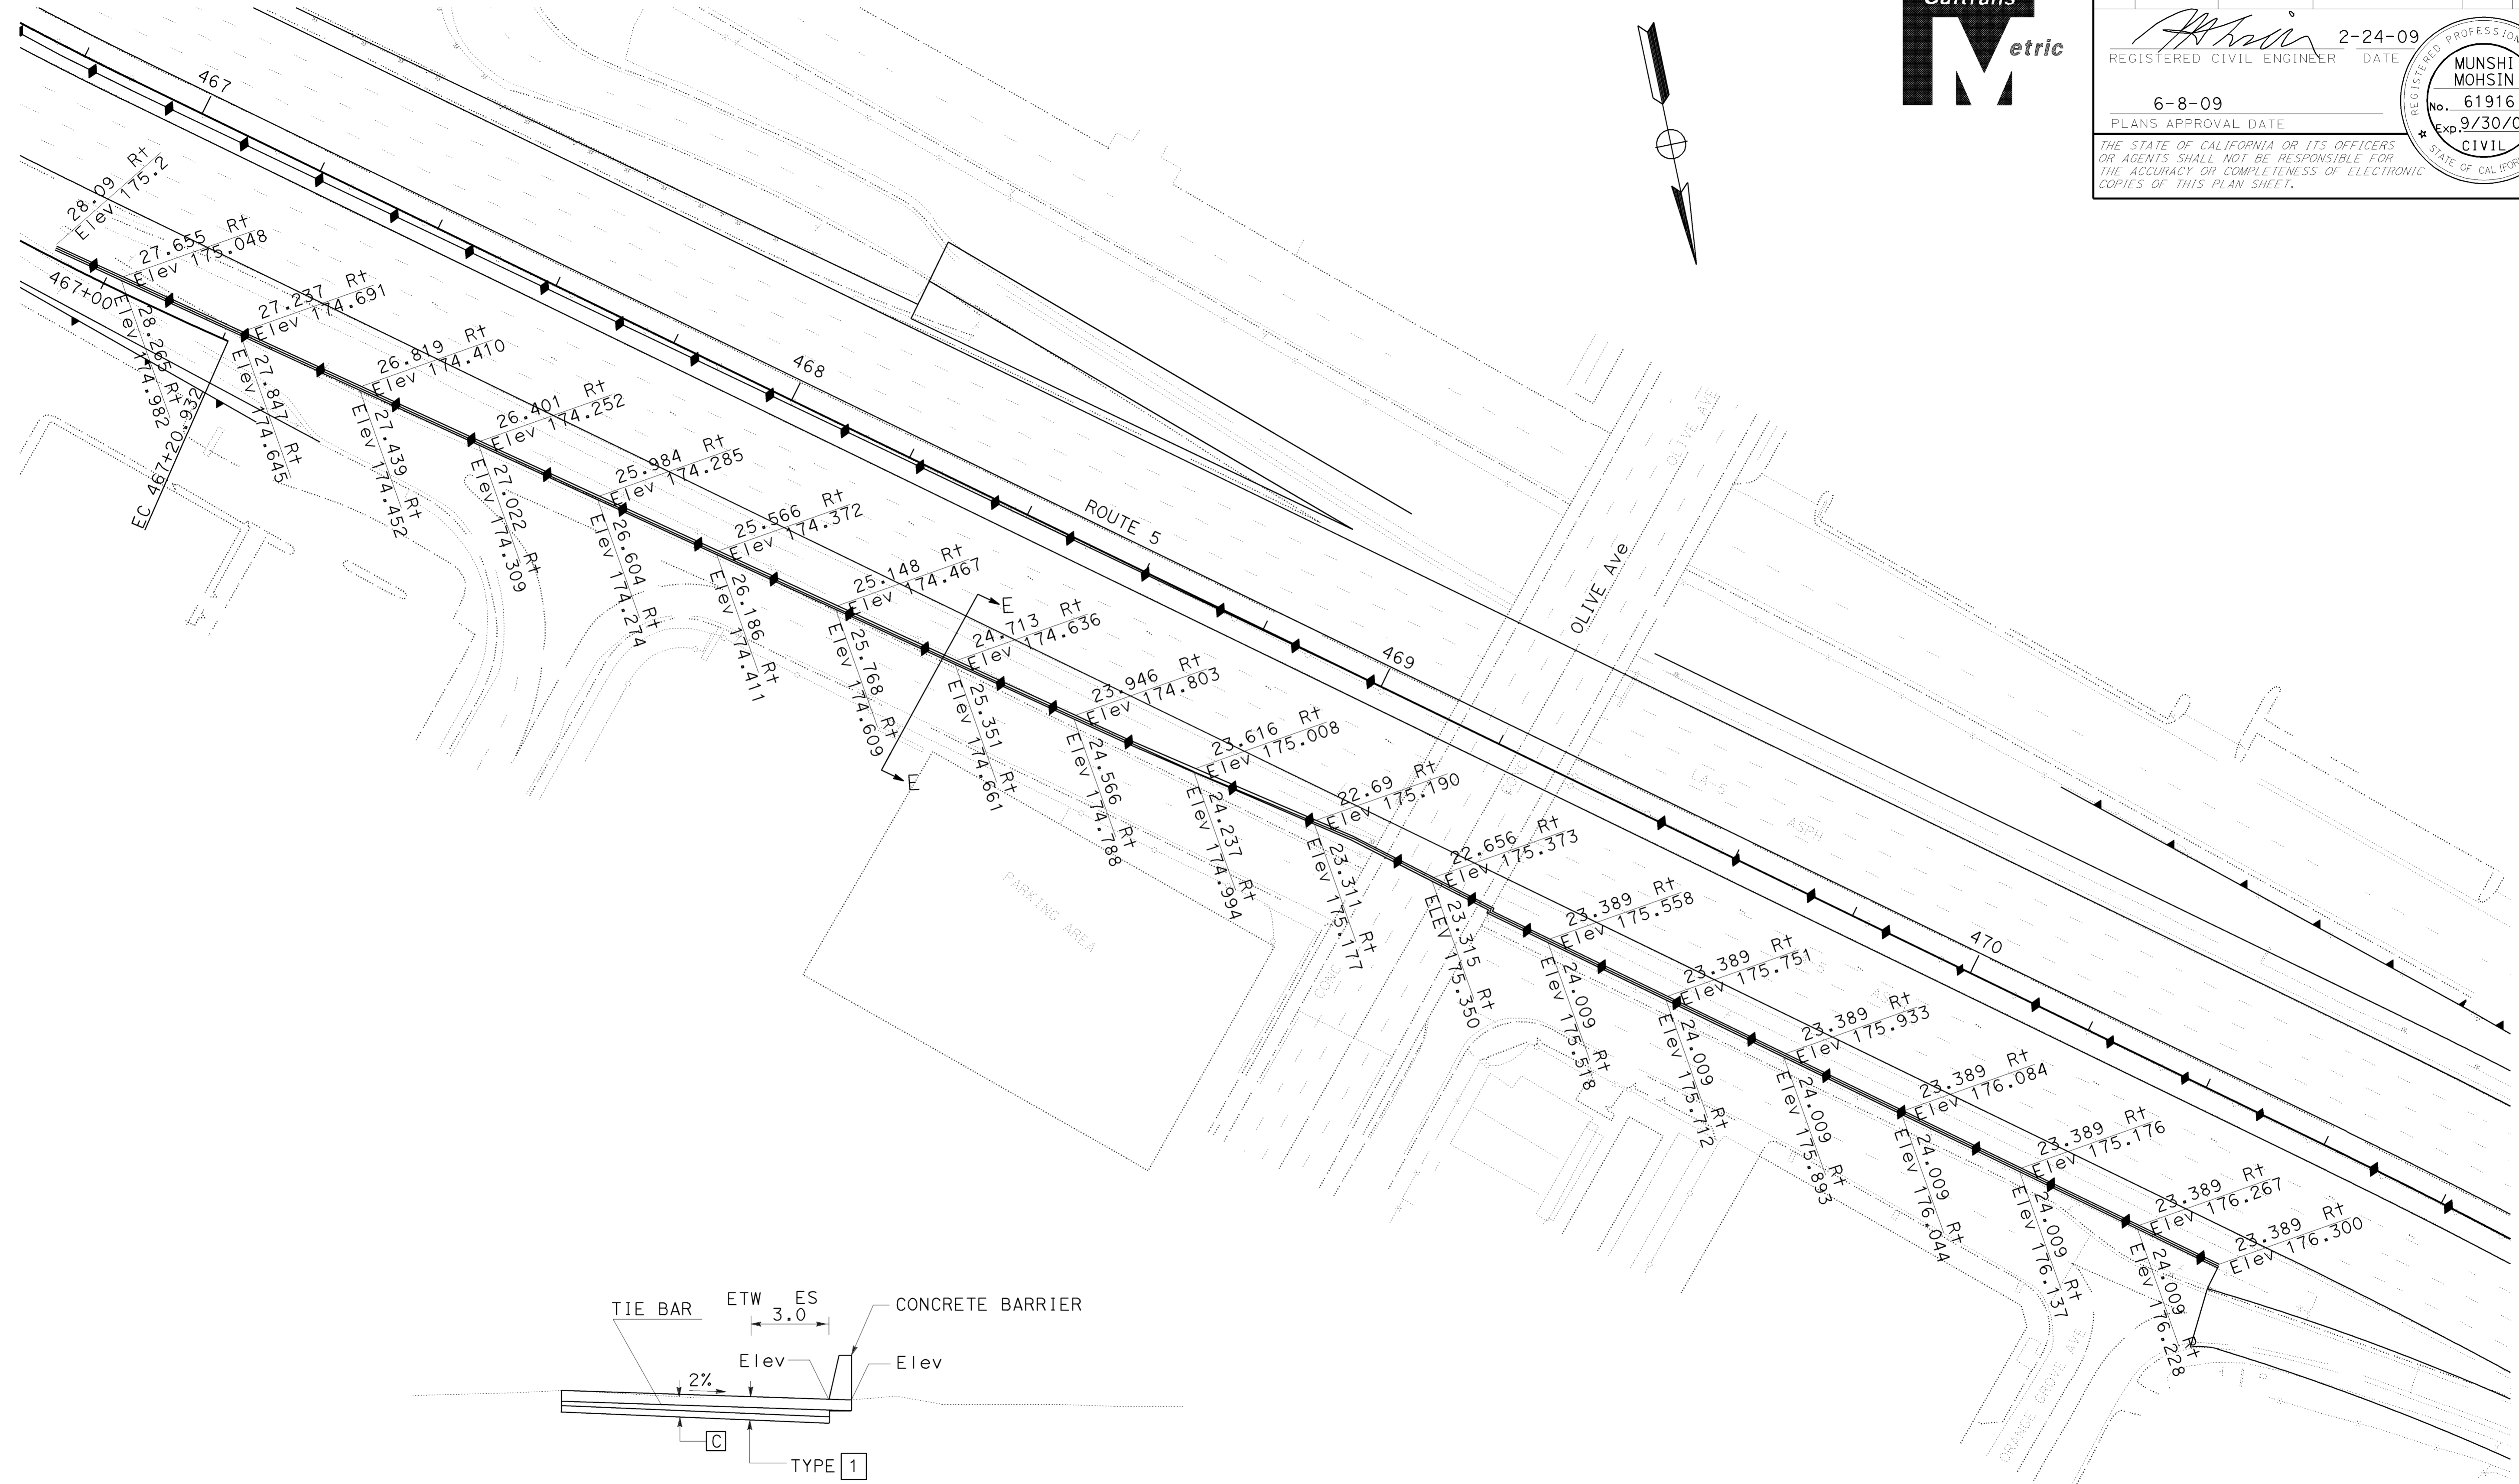 Caltrans
Metric
REGISTERED CIVIL ENGINEER
2-24-09
DATE
6-8-09
PLANS APPROVAL DATE
THE STATE OF CALIFORNIA OR ITS OFFICERS
OR AGENTS SHALL NOT BE RESPONSIBLE FOR
THE ACCURACY OR COMPLETENESS OF ELECTRONIC
COPIES OF THIS PLAN SHEET.
REGISTERED
MUNSHI
MOHSIN
No. 61916
CIVIL
STATE OF
467
468
ROUTE 5
469
470
467+00
EC 467+20.932
28.09 Rt
Elev 175.2
27.655 Rt
Elev 175.048
27.237 Rt
Elev 174.691
26.819 Rt
Elev 174.410
26.401 Rt
Elev 174.252
25.984 Rt
Elev 174.285
25.566 Rt
Elev 174.372
25.148 Rt
Elev 174.467
24.713 Rt
Elev 174.636
23.946 Rt
Elev 174.803
23.616 Rt
Elev 175.008
22.69 Rt
Elev 175.190
22.656 Rt
Elev 175.373
23.389 Rt
Elev 175.558
23.389 Rt
Elev 175.751
23.389 Rt
Elev 175.933
23.389 Rt
Elev 176.084
23.389 Rt
Elev 175.176
23.389 Rt
Elev 176.267
23.389 Rt
Elev 176.300
28.265 Rt
Elev 174.982
27.847 Rt
Elev 174.645
27.439 Rt
Elev 174.452
27.022 Rt
Elev 174.309
26.604 Rt
Elev 174.274
26.186 Rt
Elev 174.411
25.768 Rt
Elev 174.609
25.351 Rt
Elev 174.661
24.566 Rt
Elev 174.788
24.237 Rt
Elev 174.994
23.311 Rt
Elev 175.177
23.315 Rt
ELEV 175.350
24.009 Rt
Elev 175.518
24.009 Rt
Elev 175.712
24.009 Rt
Elev 175.893
24.009 Rt
Elev 176.044
24.009 Rt
Elev 176.137
24.009 Rt
Elev 176.228
E
E
OLIVE AVE
OLIVE Ave
LA-5
ASPH
CONC
PARKING AREA
ORANGE GROVE AVE
TIE BAR
ETW
ES
3.0
CONCRETE BARRIER
Elev
Elev
2%
C
TYPE 1